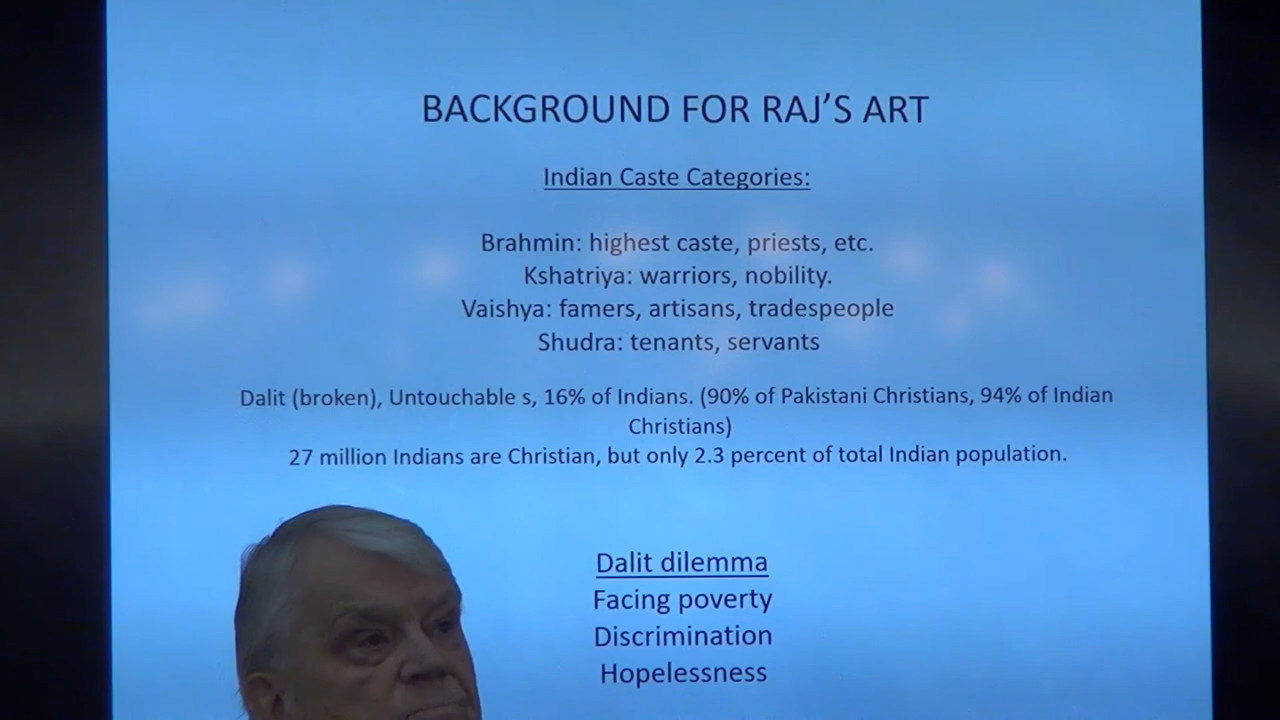 BACKGROUND FOR RAJ’S ART
Indian Caste Categories:
Brahmin: highest caste, priests, etc.
Kshatriya: warriors, nobility.
Vaishya: famers, artisans, tradespeople
Shudra: tenants, servants
Dalit (broken), Untouchable s, 16% of Indians. (90% of Pakistani Christians, 94% of Indian
Christians)
27 million Indians are Christian, but only 2.3 percent of total Indian population.
Dalit dilemma
Facing poverty
Discrimination
Hopelessness